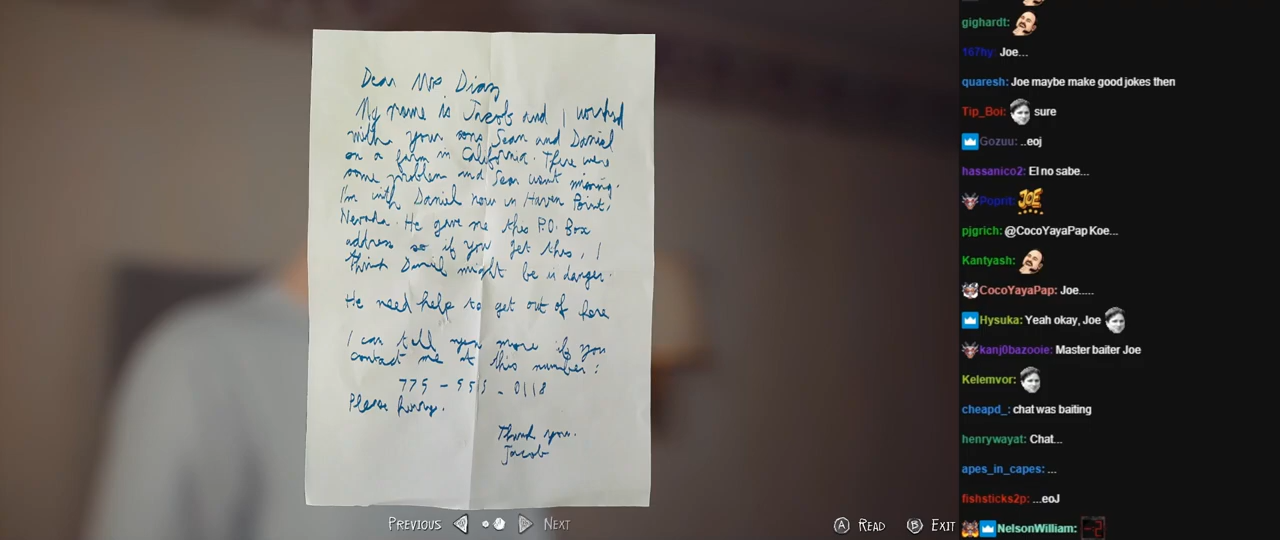 Dear Mrs Diaz
My name is Jacob and I worked
with your sons Sean and Daniel
on a farm in California. There were
some problem and Sean went missing.
I'm with Daniel now in Haven Point,
Nevada. He gave me this P.O. Box
address so if you get this, I
think Daniel might be in danger.
He need help to get out of here
I can tell you more if you
contact me at this number:
775-555-0118
Please hurry.
Thank you.
Jacob
PREVIOUS
NEXT
A READ
B EXIT
gighardt:
167hy: Joe...
quaresh: Joe maybe make good jokes then
Tip_Boi: sure
Gozuu: ..eoj
hassanico2: El no sabe...
Poprit: JOE
pjgrich: @CocoYayaPap Koe...
Kantyash:
CocoYayaPap: Joe.....
Hysuka: Yeah okay, Joe
kanj0bazooie: Master baiter Joe
Kelemvor:
cheapd_: chat was baiting
henrywayat: Chat...
apes_in_capes: ...
fishsticks2p: ...eoJ
NelsonWilliam: -2